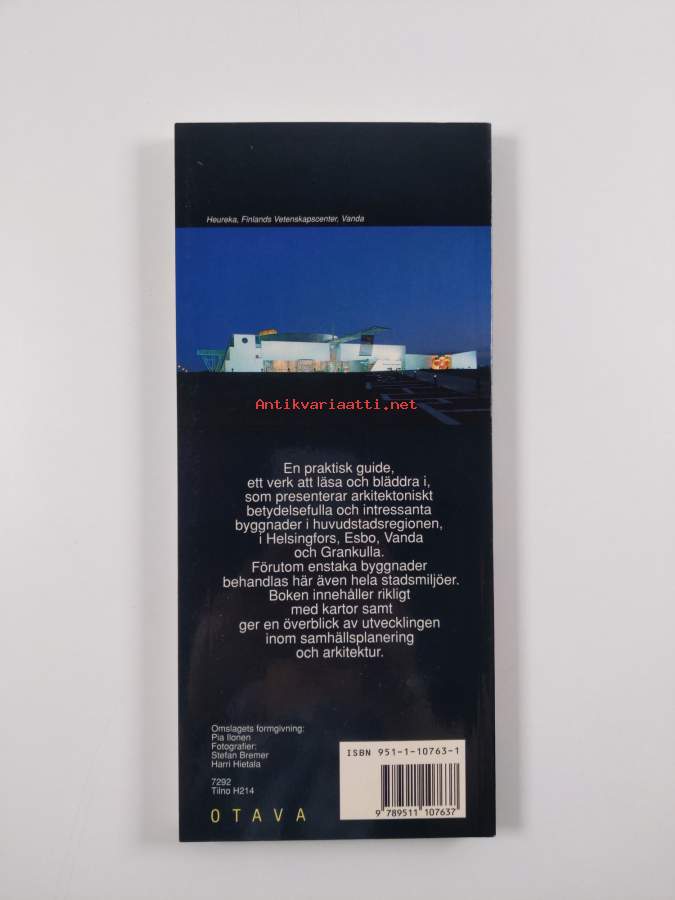 Heureka, Finlands Vetenskapscenter, Vanda
Antikvariaatti.net
En praktisk guide,
ett verk att läsa och bläddra i,
som presenterar arkitektoniskt
betydelsefulla och intressanta
byggnader i huvudstadsregionen,
i Helsingfors, Esbo, Vanda
och Grankulla.
Förutom enstaka byggnader
behandlas här även hela stadsmiljöer.
Boken innehåller rikligt
med kartor samt
ger en överblick av utvecklingen
inom samhällsplanering
och arkitektur.
Omslagets formgivning:
Pia Ilonen
Fotografier:
Stefan Bremer
Harri Hietala
7292
Tilno H214
OTAVA
ISBN 951-1-10763-1
9 789511 107637